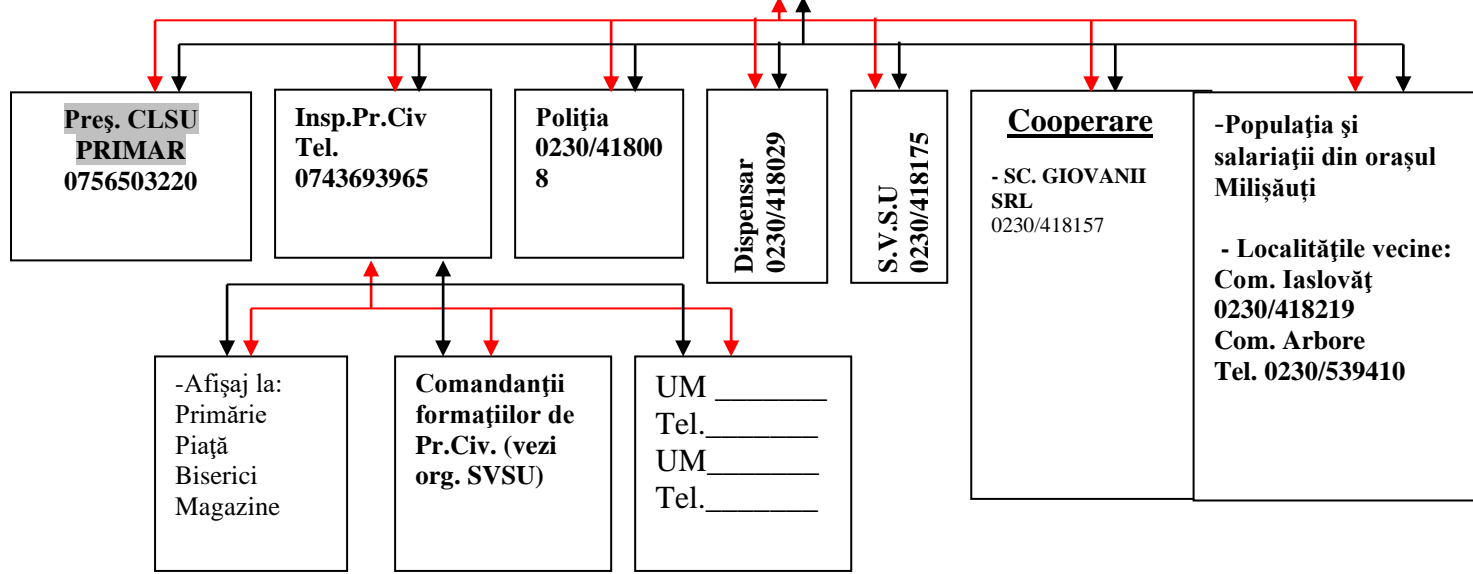 Preş. CLSU
PRIMAR
0756503220
Insp.Pr.Civ
Tel.
0743693965
Poliţia
0230/41800
8
Dispensar
0230/418029
S.V.S.U
0230/418175
Cooperare
- SC. GIOVANII
SRL
0230/418157
-Populaţia şi
salariaţii din orașul
Milișăuți
- Localităţile vecine:
Com. Iaslovăţ
0230/418219
Com. Arbore
Tel. 0230/539410
-Afişaj la:
Primărie
Piaţă
Biserici
Magazine
Comandanţii
formaţiilor de
Pr.Civ. (vezi
org. SVSU)
UM _______
Tel._______
UM_______
Tel._______